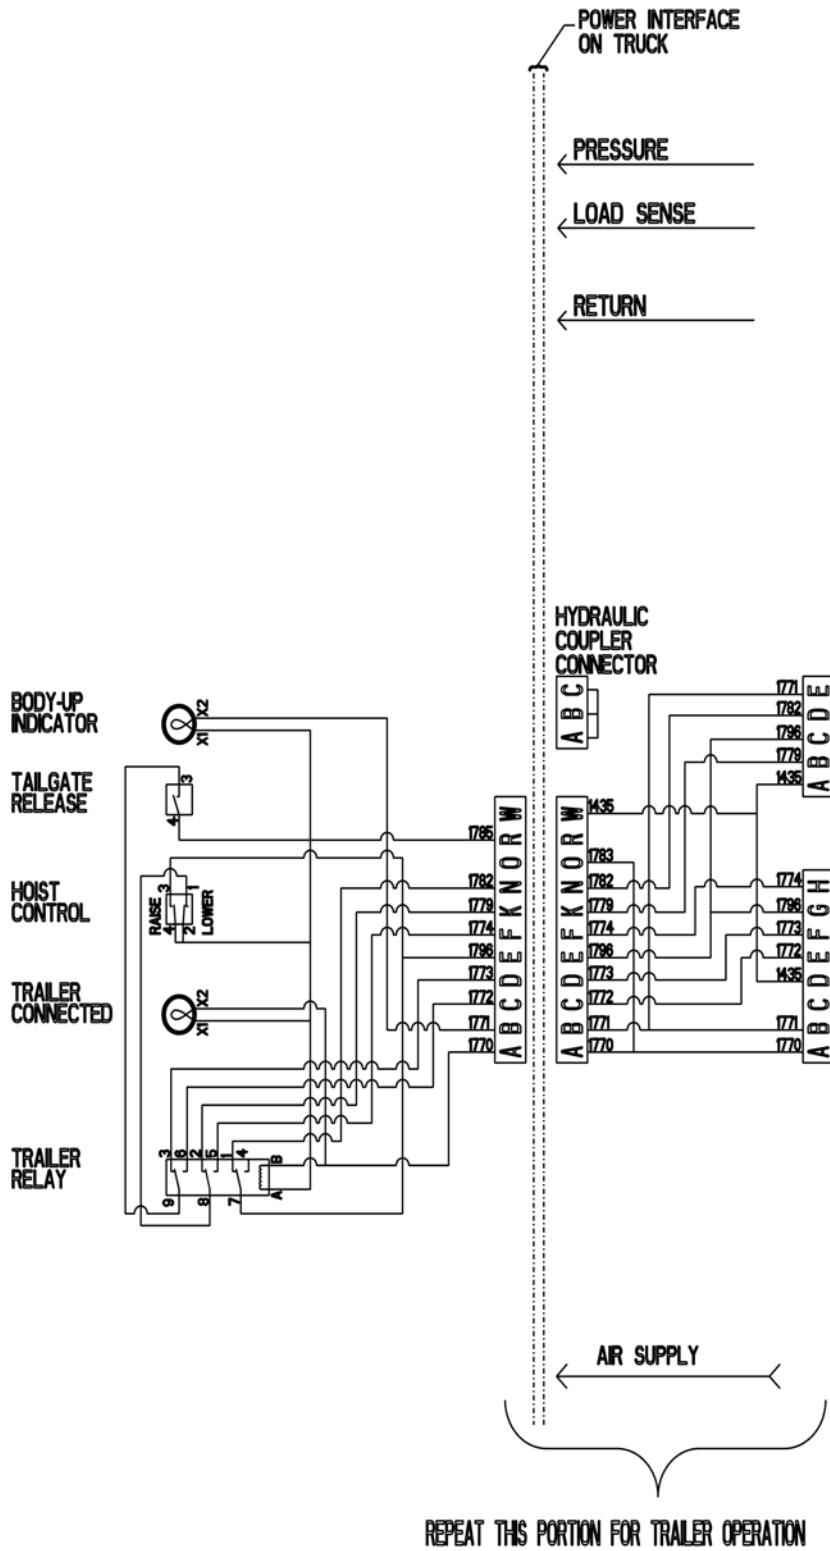 POWER INTERFACE
ON TRUCK
PRESSURE
LOAD SENSE
RETURN
HYDRAULIC
COUPLER
CONNECTOR
A B C
BODY-UP
INDICATOR
X1 X2
TAILGATE
RELEASE
4 3
HOIST
CONTROL
RAISE
LOWER
4 3
2 1
TRAILER
CONNECTED
X1 X2
TRAILER
RELAY
3 6 2 5 1 4 B
9 8 7 A
1785
1782
1779
1774
1796
1773
1772
1771
1770
A B C D E F K N O R W
A B C D E F K N O R W
1435
1783
1782
1779
1774
1796
1773
1772
1771
1770
1771
1782
1796
1779
1435
A B C D E
1774
1796
1773
1772
1435
1771
1770
A B C D E F G H
AIR SUPPLY
REPEAT THIS PORTION FOR TRAILER OPERATION